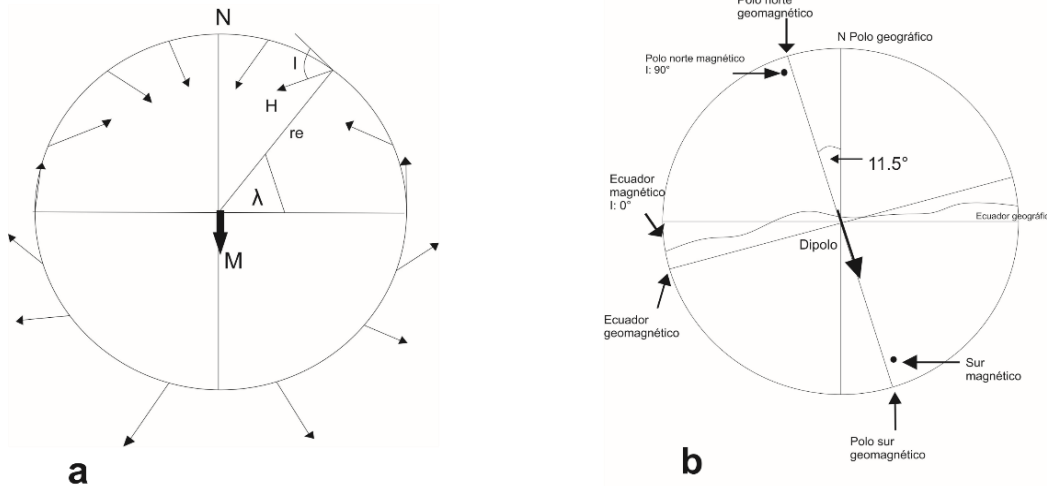 N
I
H
re
λ
M
a
Polo norte
geomagnético
N Polo geográfico
Polo norte magnético
I: 90°
11.5°
Ecuador
magnético
I: 0°
Ecuador geográfico
Dipolo
Ecuador
geomagnético
Sur
magnético
Polo sur
geomagnético
b